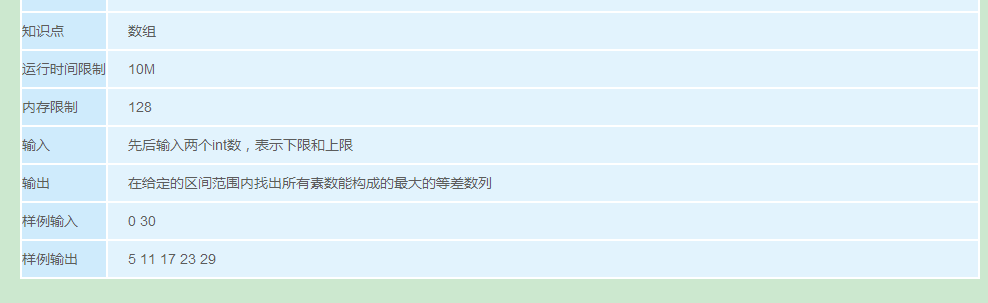 知识点 数组
运行时间限制 10M
内存限制 128
输入 先后输入两个int数，表示下限和上限
输出 在给定的区间范围内找出所有素数能构成的最大的等差数列
样例输入 0 30
样例输出 5 11 17 23 29